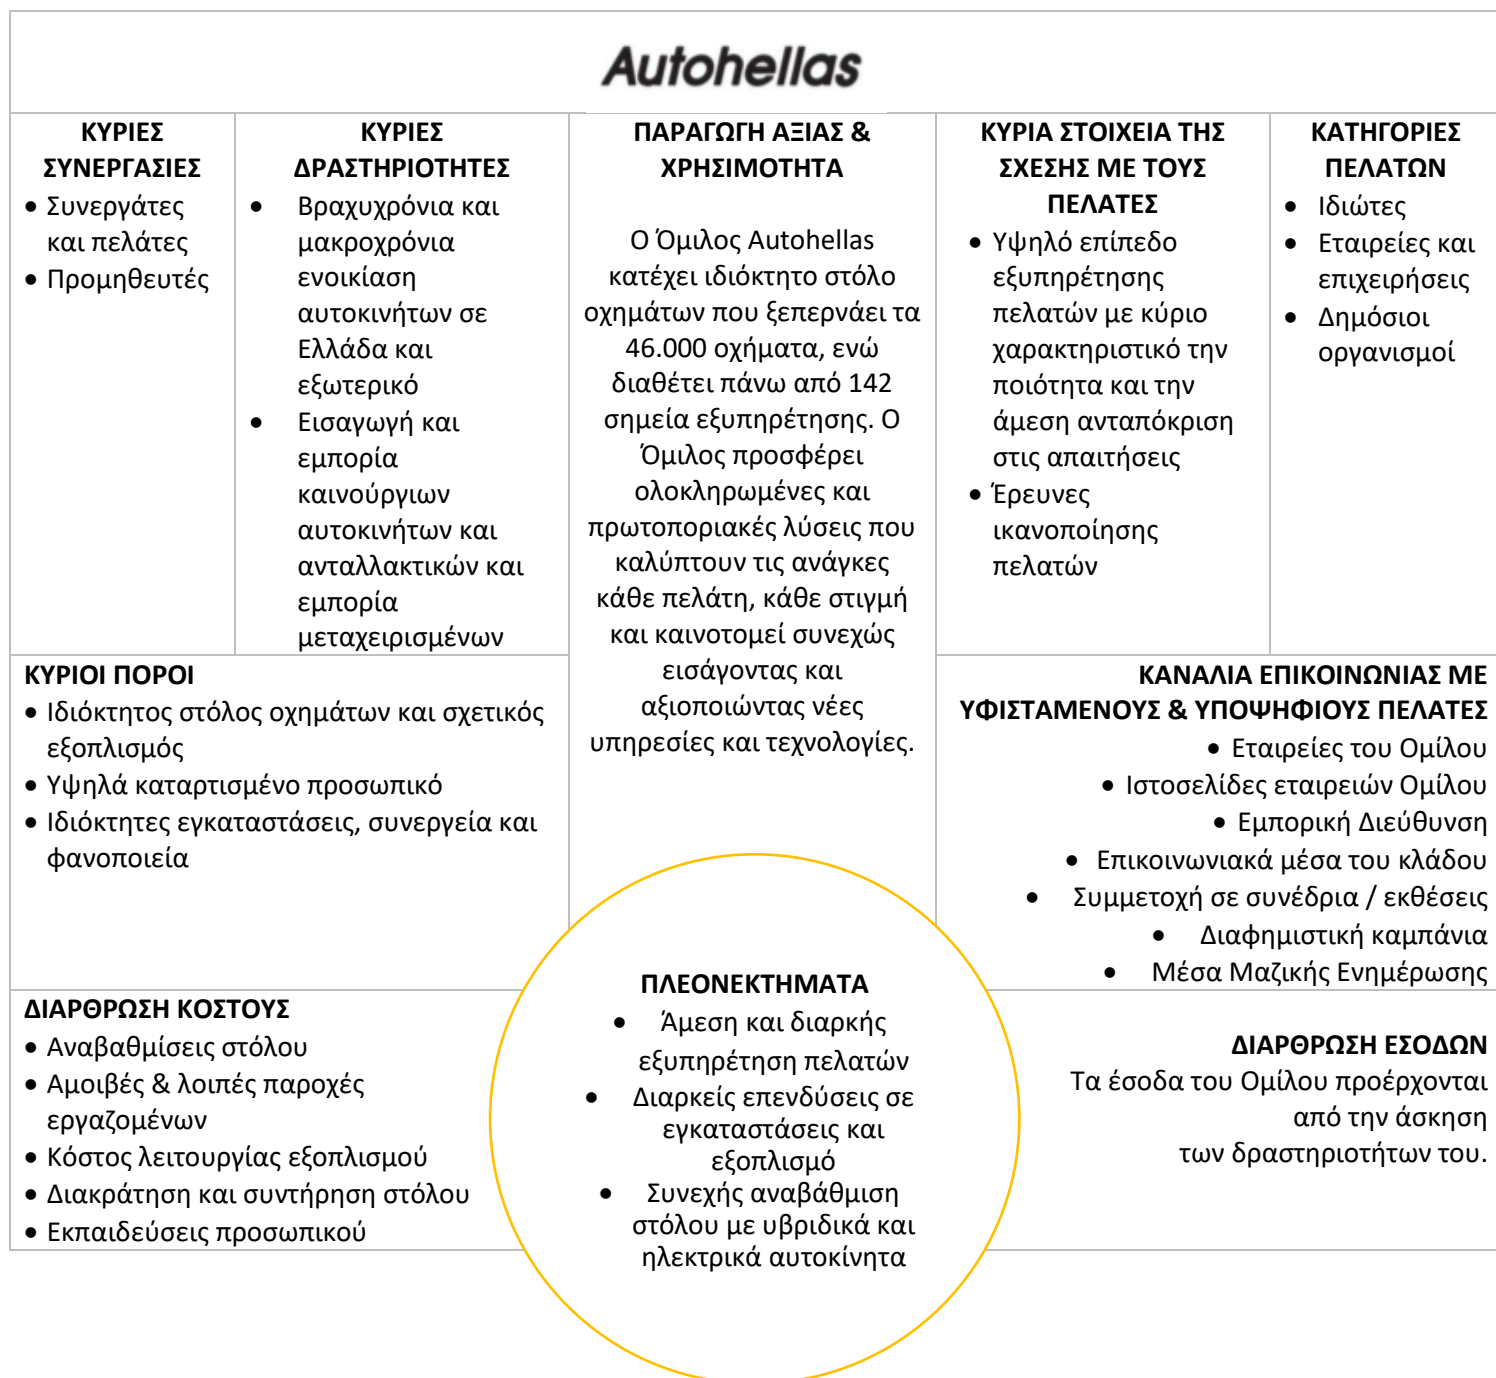 Autohellas
ΚΥΡΙΕΣ
ΣΥΝΕΡΓΑΣΙΕΣ
• Συνεργάτες
και πελάτες
• Προμηθευτές
ΚΥΡΙΕΣ
ΔΡΑΣΤΗΡΙΟΤΗΤΕΣ
• Βραχυχρόνια και
μακροχρόνια
ενοικίαση
αυτοκινήτων σε
Ελλάδα και
εξωτερικό
• Εισαγωγή και
εμπορία
καινούργιων
αυτοκινήτων και
ανταλλακτικών και
εμπορία
μεταχειρισμένων
ΠΑΡΑΓΩΓΗ ΑΞΙΑΣ &
ΧΡΗΣΙΜΟΤΗΤΑ
Ο Όμιλος Autohellas
κατέχει ιδιόκτητο στόλο
οχημάτων που ξεπερνάει τα
46.000 οχήματα, ενώ
διαθέτει πάνω από 142
σημεία εξυπηρέτησης. Ο
Όμιλος προσφέρει
ολοκληρωμένες και
πρωτοποριακές λύσεις που
καλύπτουν τις ανάγκες
κάθε πελάτη, κάθε στιγμή
και καινοτομεί συνεχώς
εισάγοντας και
αξιοποιώντας νέες
υπηρεσίες και τεχνολογίες.
ΚΥΡΙΑ ΣΤΟΙΧΕΙΑ ΤΗΣ
ΣΧΕΣΗΣ ΜΕ ΤΟΥΣ
ΠΕΛΑΤΕΣ
• Υψηλό επίπεδο
εξυπηρέτησης
πελατών με κύριο
χαρακτηριστικό την
ποιότητα και την
άμεση ανταπόκριση
στις απαιτήσεις
• Έρευνες
ικανοποίησης
πελατών
ΚΑΤΗΓΟΡΙΕΣ
ΠΕΛΑΤΩΝ
• Ιδιώτες
• Εταιρείες και
επιχειρήσεις
• Δημόσιοι
οργανισμοί
ΚΥΡΙΟΙ ΠΟΡΟΙ
• Ιδιόκτητος στόλος οχημάτων και σχετικός
εξοπλισμός
• Υψηλά καταρτισμένο προσωπικό
• Ιδιόκτητες εγκαταστάσεις, συνεργεία και
φανοποιεία
ΚΑΝΑΛΙΑ ΕΠΙΚΟΙΝΩΝΙΑΣ ΜΕ
ΥΦΙΣΤΑΜΕΝΟΥΣ & ΥΠΟΨΗΦΙΟΥΣ ΠΕΛΑΤΕΣ
• Εταιρείες του Ομίλου
• Ιστοσελίδες εταιρειών Ομίλου
• Εμπορική Διεύθυνση
• Επικοινωνιακά μέσα του κλάδου
• Συμμετοχή σε συνέδρια / εκθέσεις
• Διαφημιστική καμπάνια
• Μέσα Μαζικής Ενημέρωσης
ΔΙΑΡΘΡΩΣΗ ΚΟΣΤΟΥΣ
• Αναβαθμίσεις στόλου
• Αμοιβές & λοιπές παροχές
εργαζομένων
• Κόστος λειτουργίας εξοπλισμού
• Διακράτηση και συντήρηση στόλου
• Εκπαιδεύσεις προσωπικού
ΠΛΕΟΝΕΚΤΗΜΑΤΑ
• Άμεση και διαρκής
εξυπηρέτηση πελατών
• Διαρκείς επενδύσεις σε
εγκαταστάσεις και
εξοπλισμό
• Συνεχής αναβάθμιση
στόλου με υβριδικά και
ηλεκτρικά αυτοκίνητα
ΔΙΑΡΘΡΩΣΗ ΕΣΟΔΩΝ
Τα έσοδα του Ομίλου προέρχονται
από την άσκηση
των δραστηριοτήτων του.